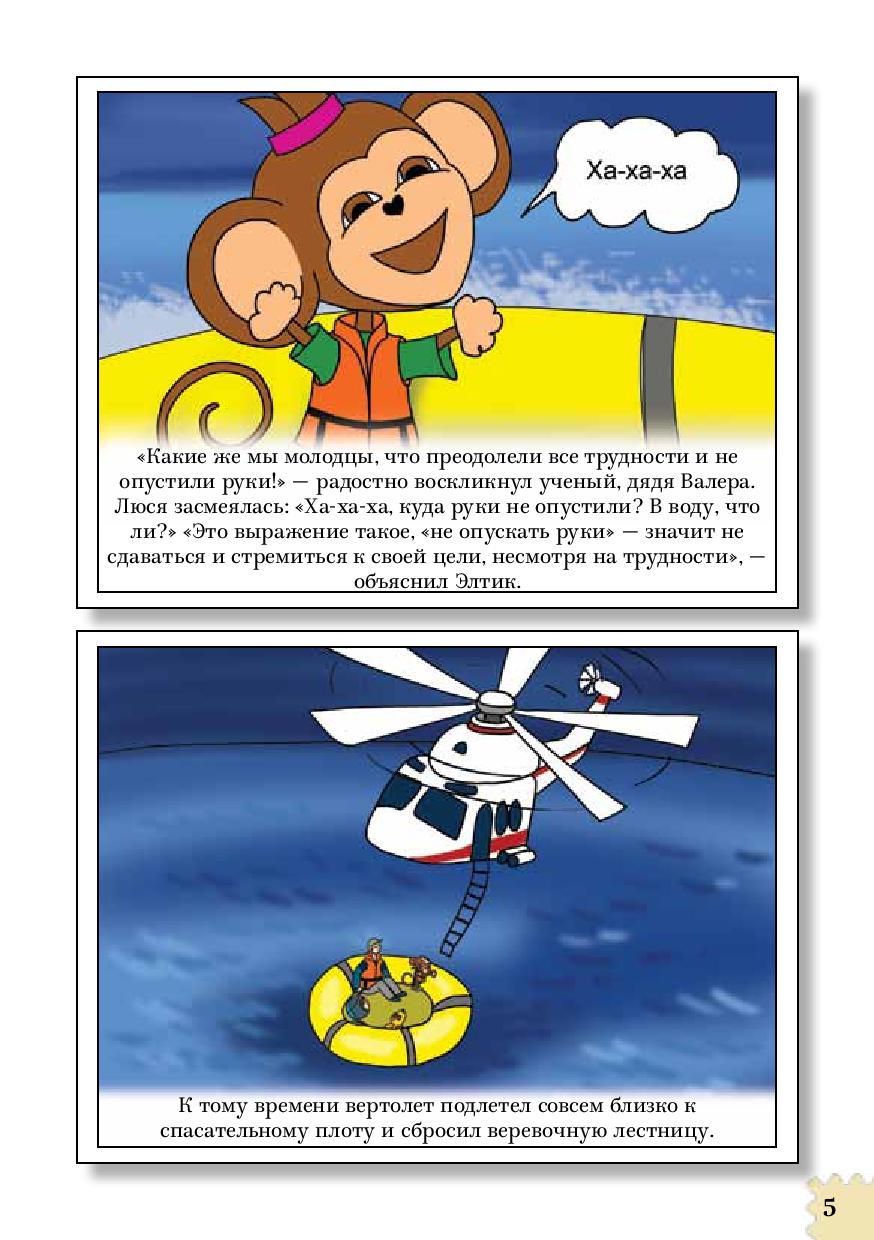 Ха-ха-ха
«Какие же мы молодцы, что преодолели все трудности и не
опустили руки!» — радостно воскликнул ученый, дядя Валера.
Люся засмеялась: «Ха-ха-ха, куда руки не опустили? В воду, что
ли?» «Это выражение такое, «не опускать руки» — значит не
сдаваться и стремиться к своей цели, несмотря на трудности», —
объяснил Элтик.
К тому времени вертолет подлетел совсем близко к
спасательному плоту и сбросил веревочную лестницу.
5